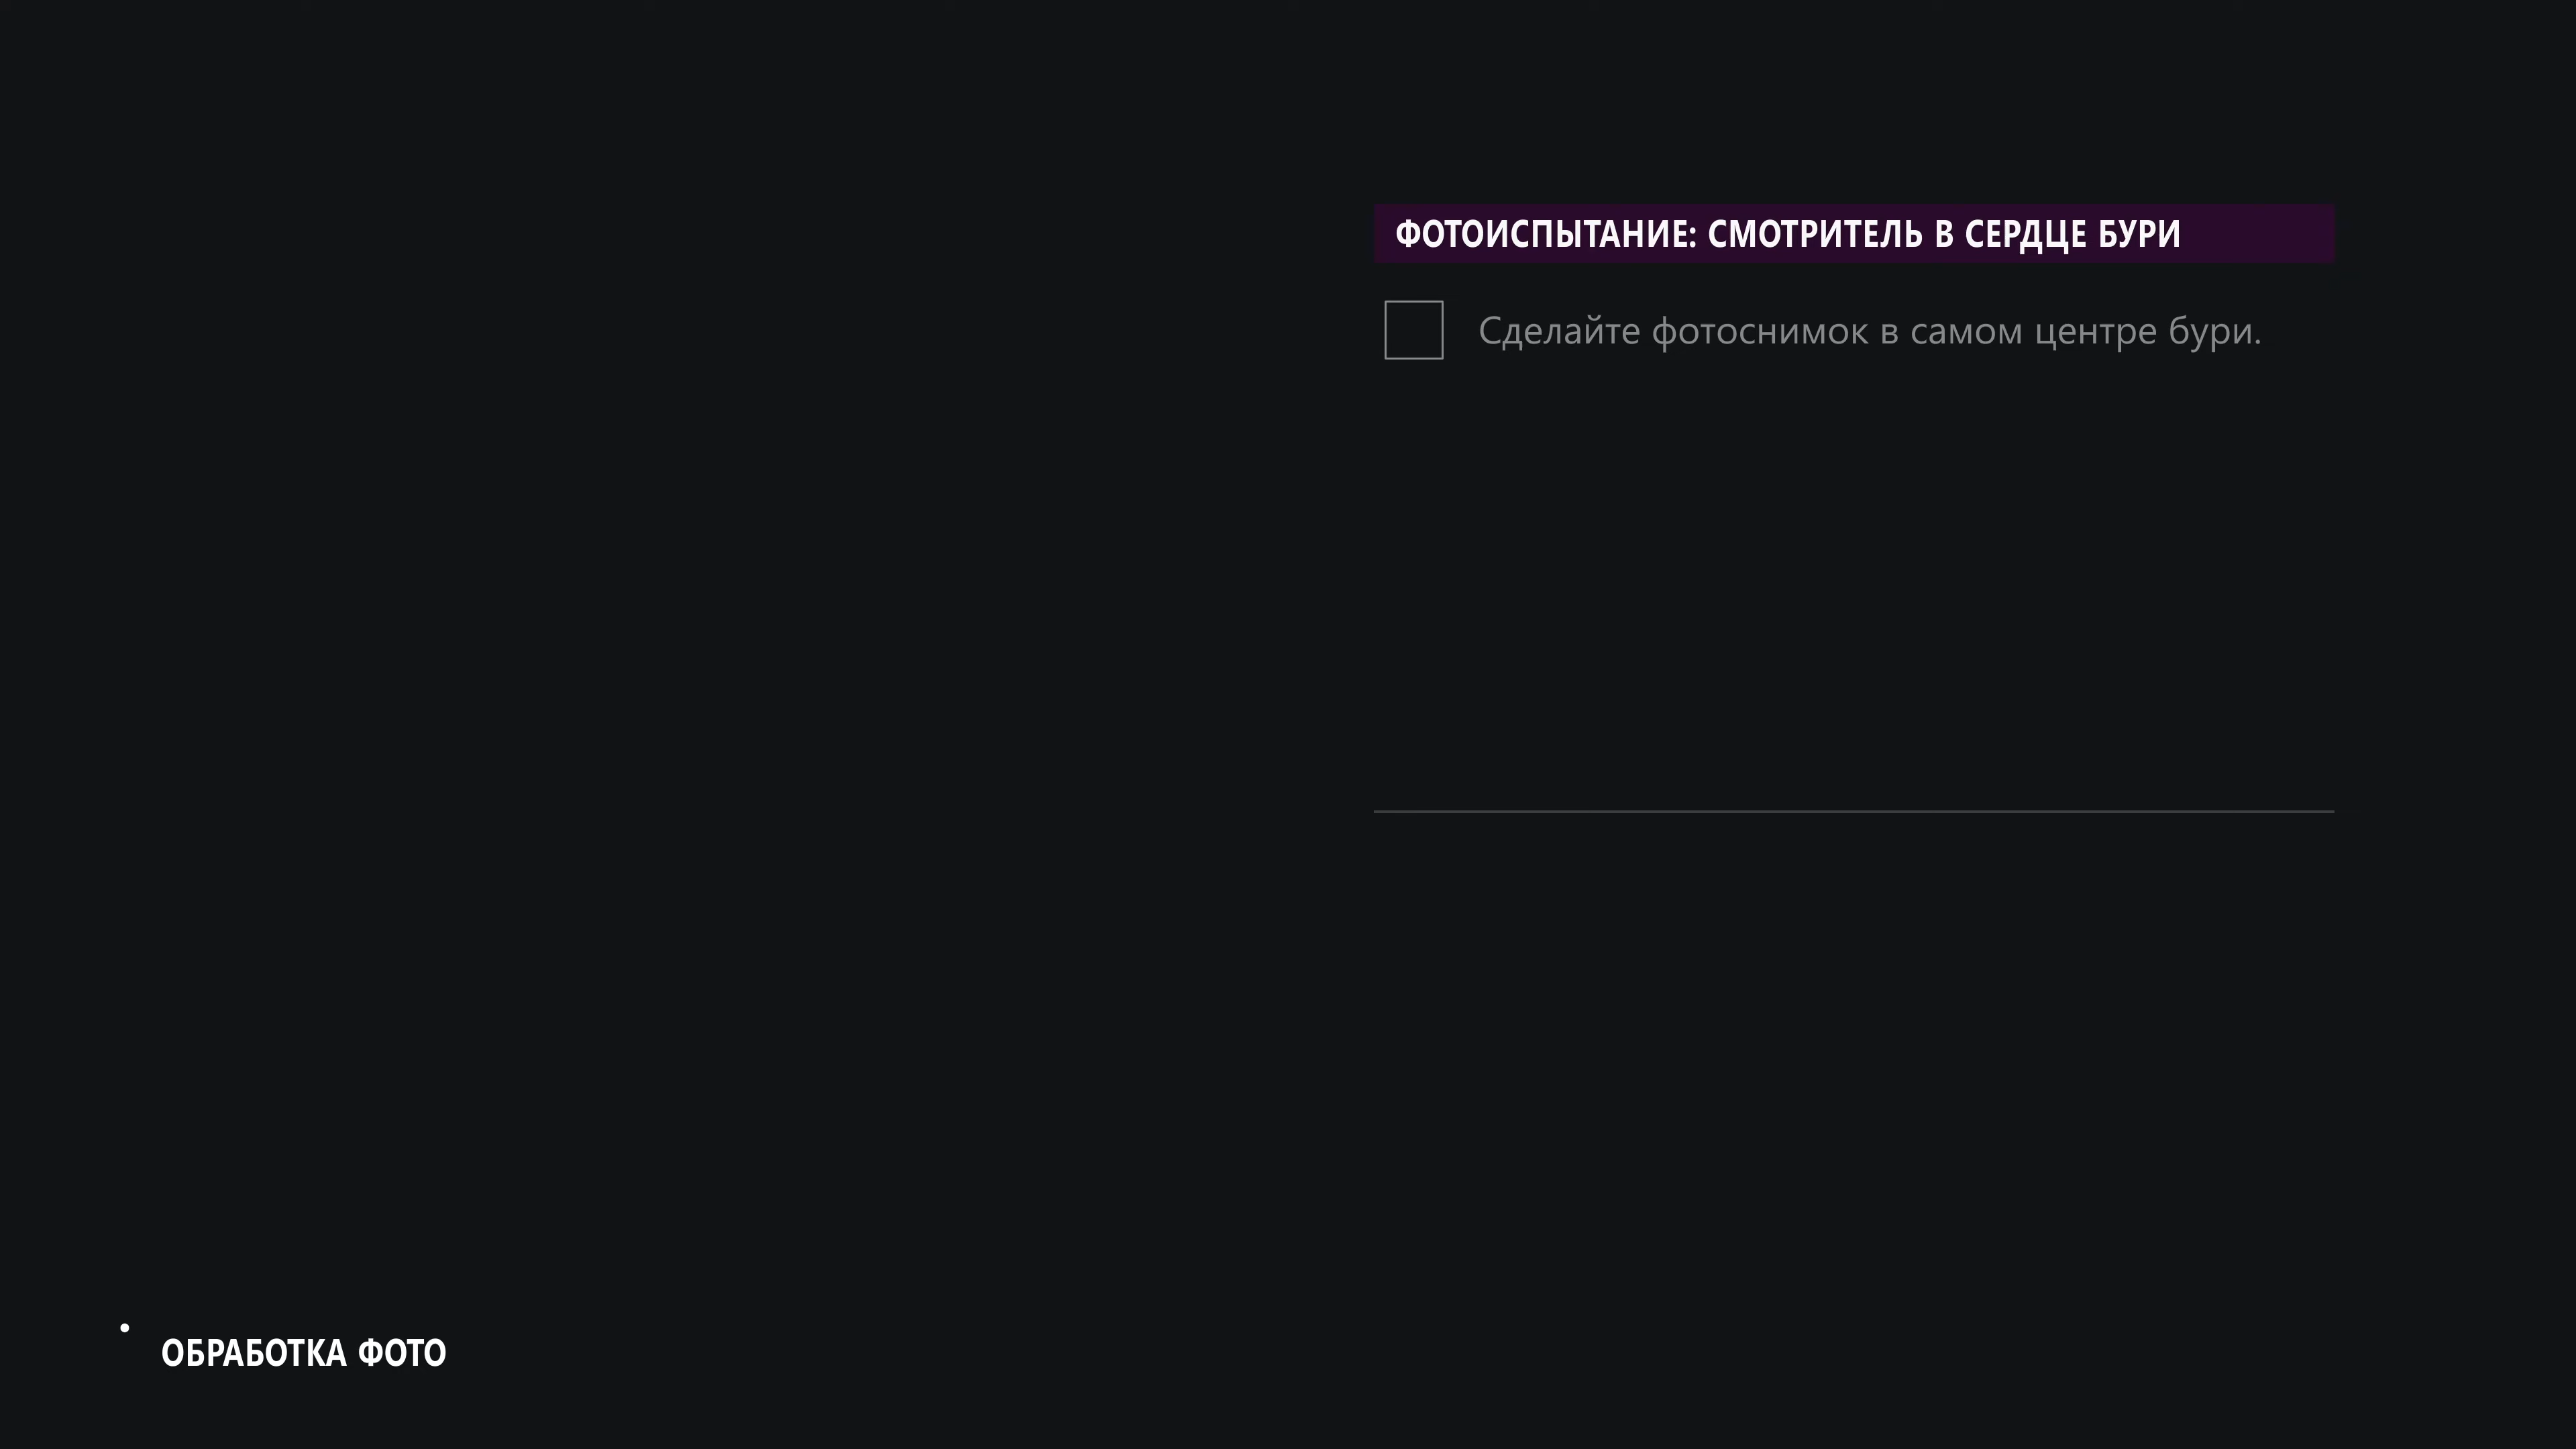 ФОТОИСПЫТАНИЕ: СМОТРИТЕЛЬ В СЕРДЦЕ БУРИ
Сделайте фотоснимок в самом центре бури.
ОБРАБОТКА ФОТО